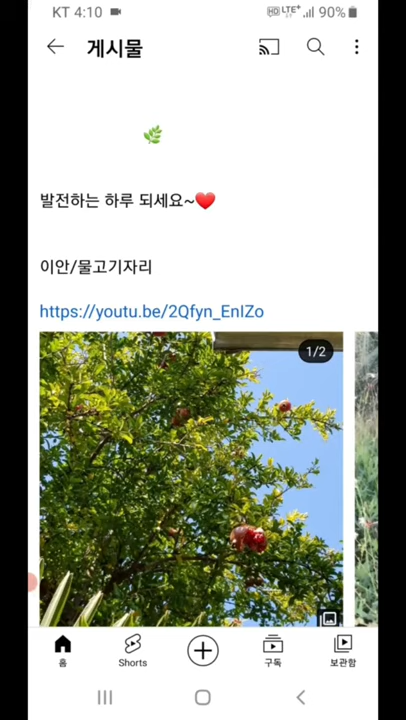 KT 4:10 HD LTE+ 90%
게시물
발전하는 하루 되세요~❤️
이안/물고기자리
https://youtu.be/2Qfyn_EnIZo
1/2
홈 Shorts 구독 보관함